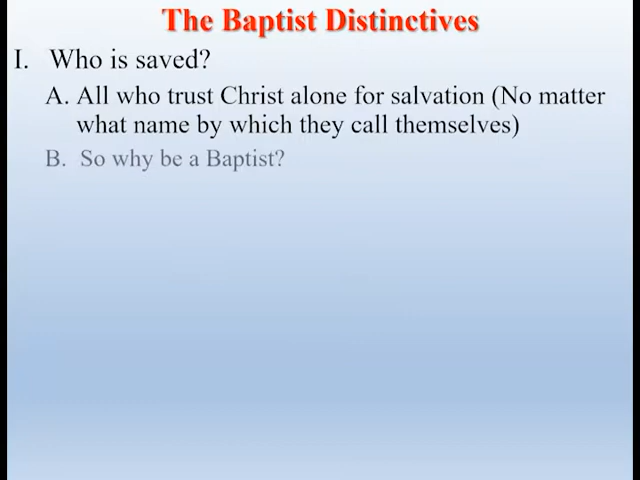 The Baptist Distinctives
I. Who is saved?
A. All who trust Christ alone for salvation (No matter
what name by which they call themselves)
B. So why be a Baptist?